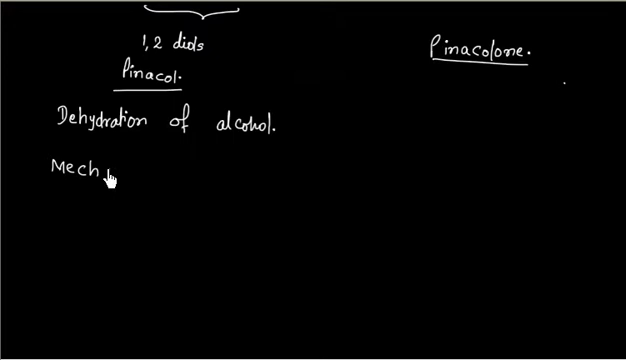 1,2 diols
Pinacol.
Pinacolone.
Dehydration of alcohol.
Mech